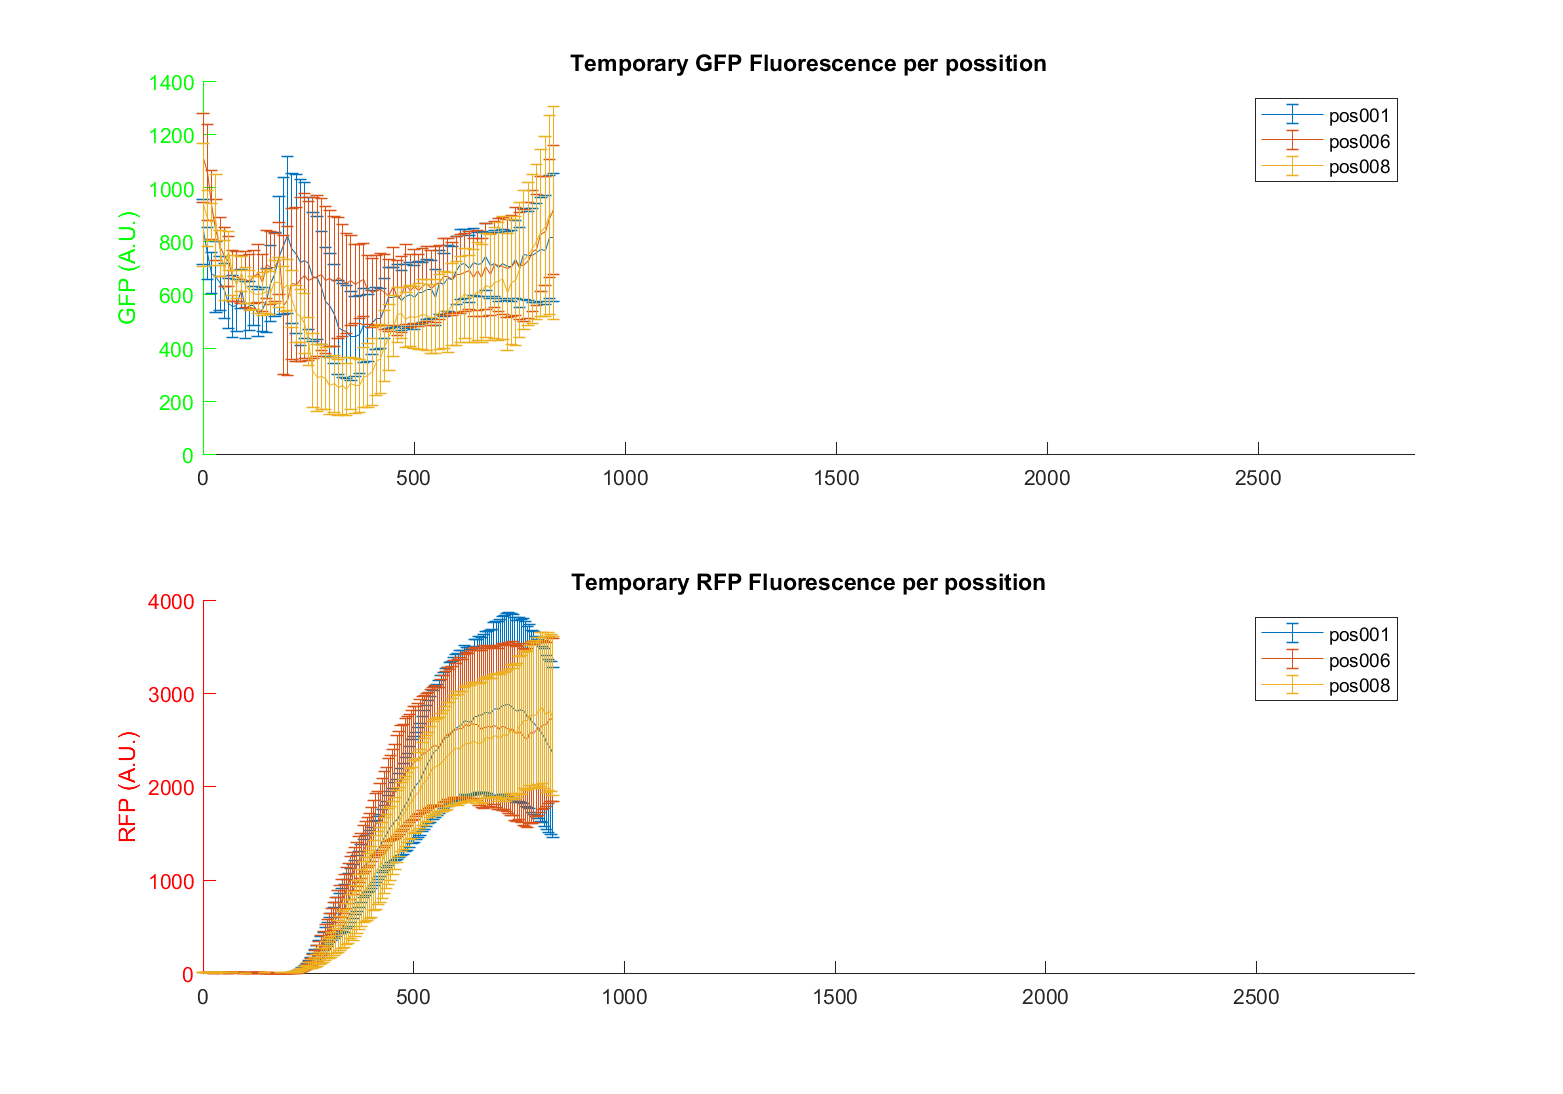 Temporary GFP Fluorescence per possition
1400
1200
1000
800
600
400
200
0
GFP (A.U.)
pos001
pos006
pos008
0 500 1000 1500 2000 2500
Temporary RFP Fluorescence per possition
4000
3000
2000
1000
0
RFP (A.U.)
pos001
pos006
pos008
0 500 1000 1500 2000 2500